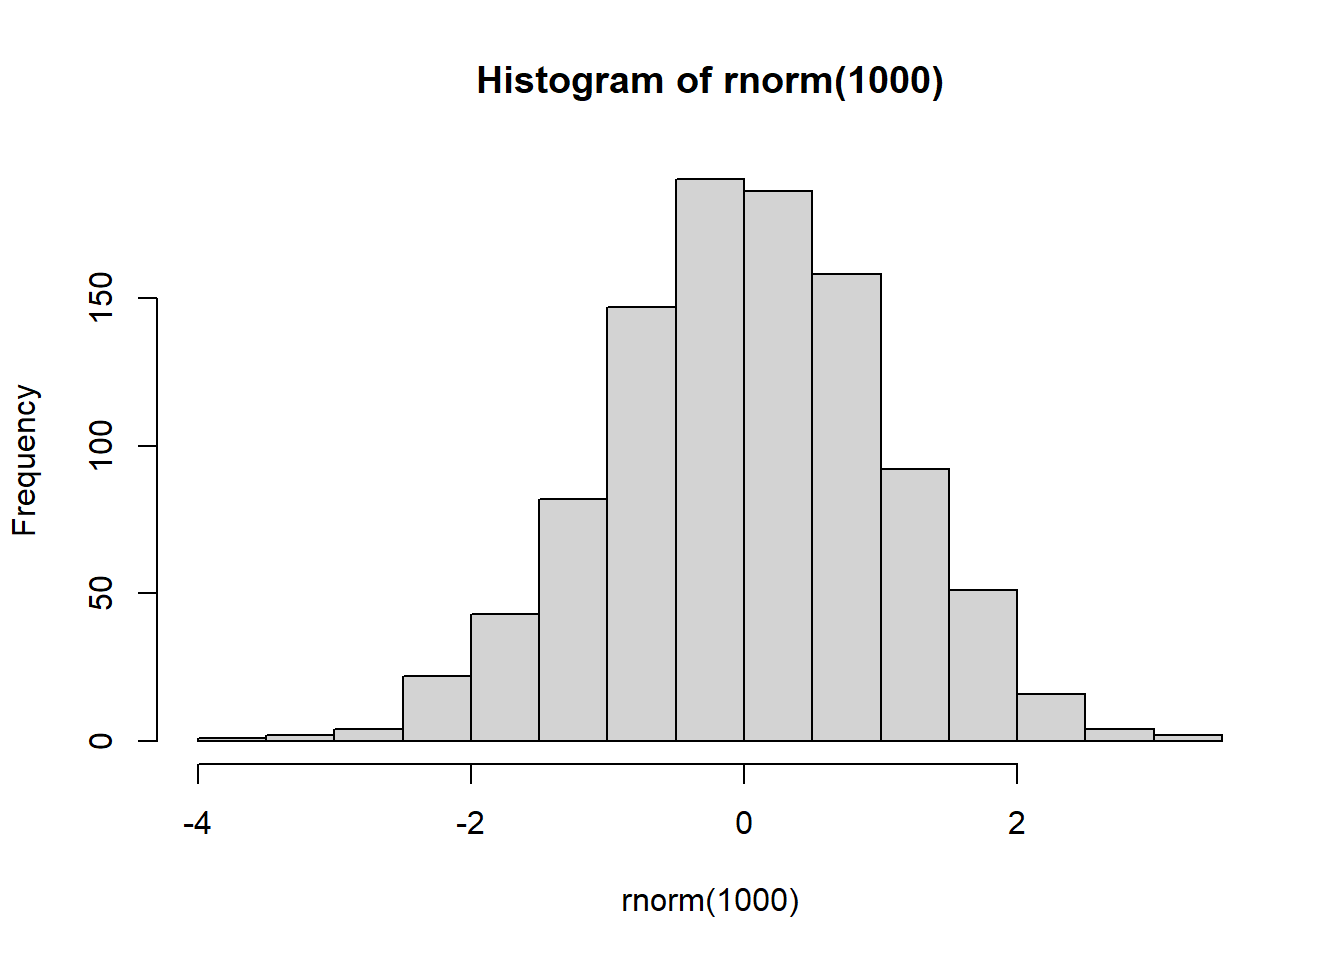 Histogram of rnorm(1000)
Frequency
150
100
50
0
-4 -2 0 2
rnorm(1000)